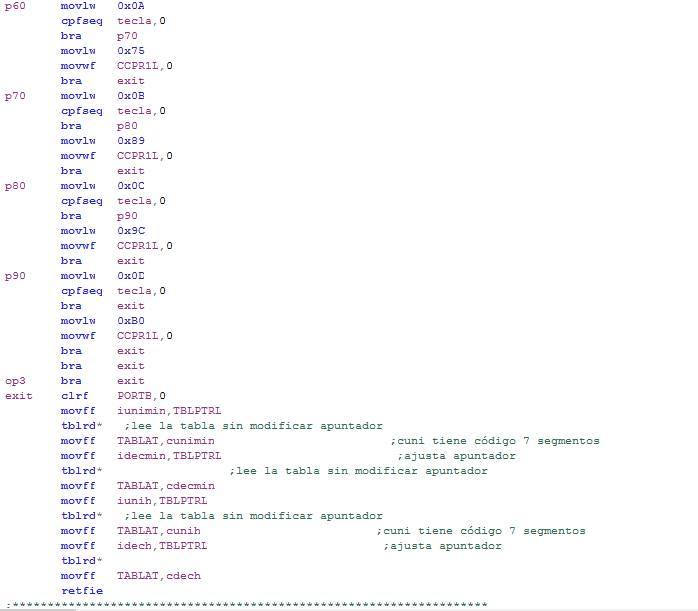 p60 movlw 0x0A
cpfseq tecla,0
bra p70
movlw 0x75
movwf CCPR1L,0
bra exit
p70 movlw 0x0B
cpfseq tecla,0
bra p80
movlw 0x89
movwf CCPR1L,0
bra exit
p80 movlw 0x0C
cpfseq tecla,0
bra p90
movlw 0x9C
movwf CCPR1L,0
bra exit
p90 movlw 0x0D
cpfseq tecla,0
bra exit
movlw 0xB0
movwf CCPR1L,0
bra exit
bra exit
op3 bra exit
exit clrf PORTB,0
movff iunimin,TBLPTRL
tblrd* ;lee la tabla sin modificar apuntador
movff TABLAT,cunimin ;cuni tiene código 7 segmentos
movff idecmin,TBLPTRL ;ajusta apuntador
tblrd* ;lee la tabla sin modificar apuntador
movff TABLAT,cdecmin
movff iunih,TBLPTRL
tblrd* ;lee la tabla sin modificar apuntador
movff TABLAT,cunih ;cuni tiene código 7 segmentos
movff idech,TBLPTRL ;ajusta apuntador
tblrd*
movff TABLAT,cdech
retfie
;********************************************************************